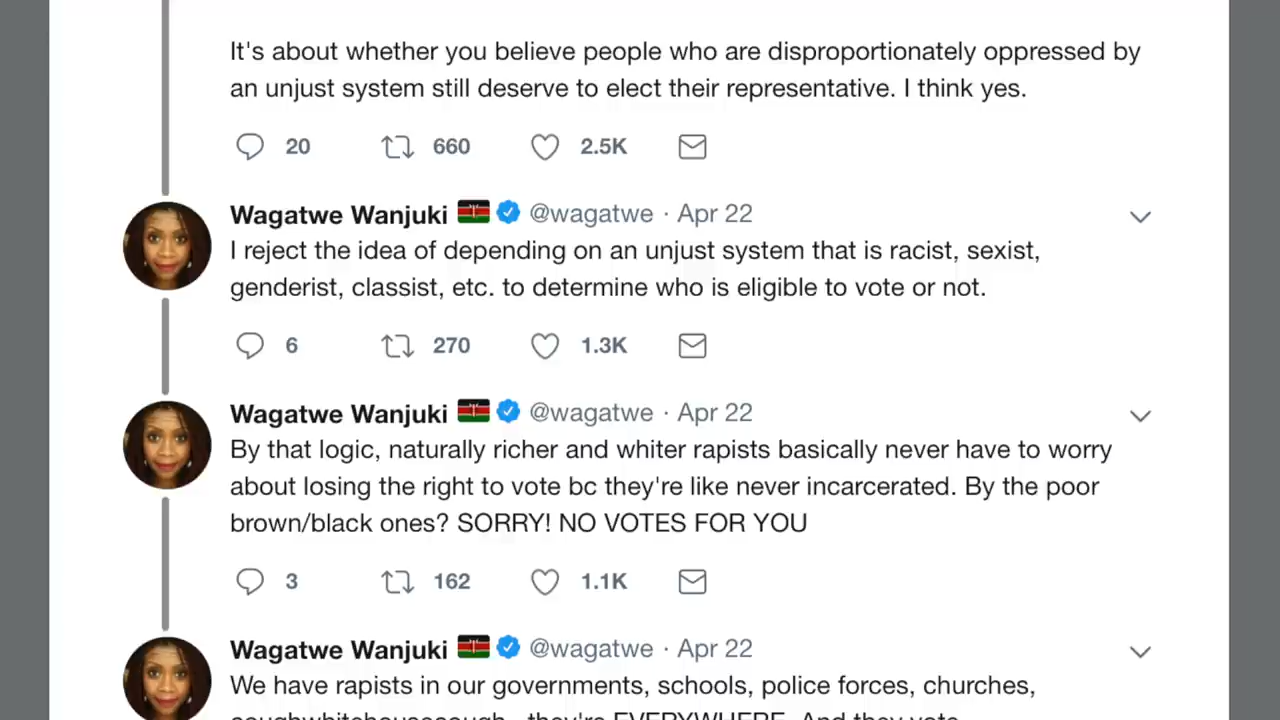 It's about whether you believe people who are disproportionately oppressed by
an unjust system still deserve to elect their representative. I think yes.
20 660 2.5K
Wagatwe Wanjuki @wagatwe · Apr 22
I reject the idea of depending on an unjust system that is racist, sexist,
genderist, classist, etc. to determine who is eligible to vote or not.
6 270 1.3K
Wagatwe Wanjuki @wagatwe · Apr 22
By that logic, naturally richer and whiter rapists basically never have to worry
about losing the right to vote bc they're like never incarcerated. By the poor
brown/black ones? SORRY! NO VOTES FOR YOU
3 162 1.1K
Wagatwe Wanjuki @wagatwe · Apr 22
We have rapists in our governments, schools, police forces, churches,
they're EVERYWHERE. And they vote